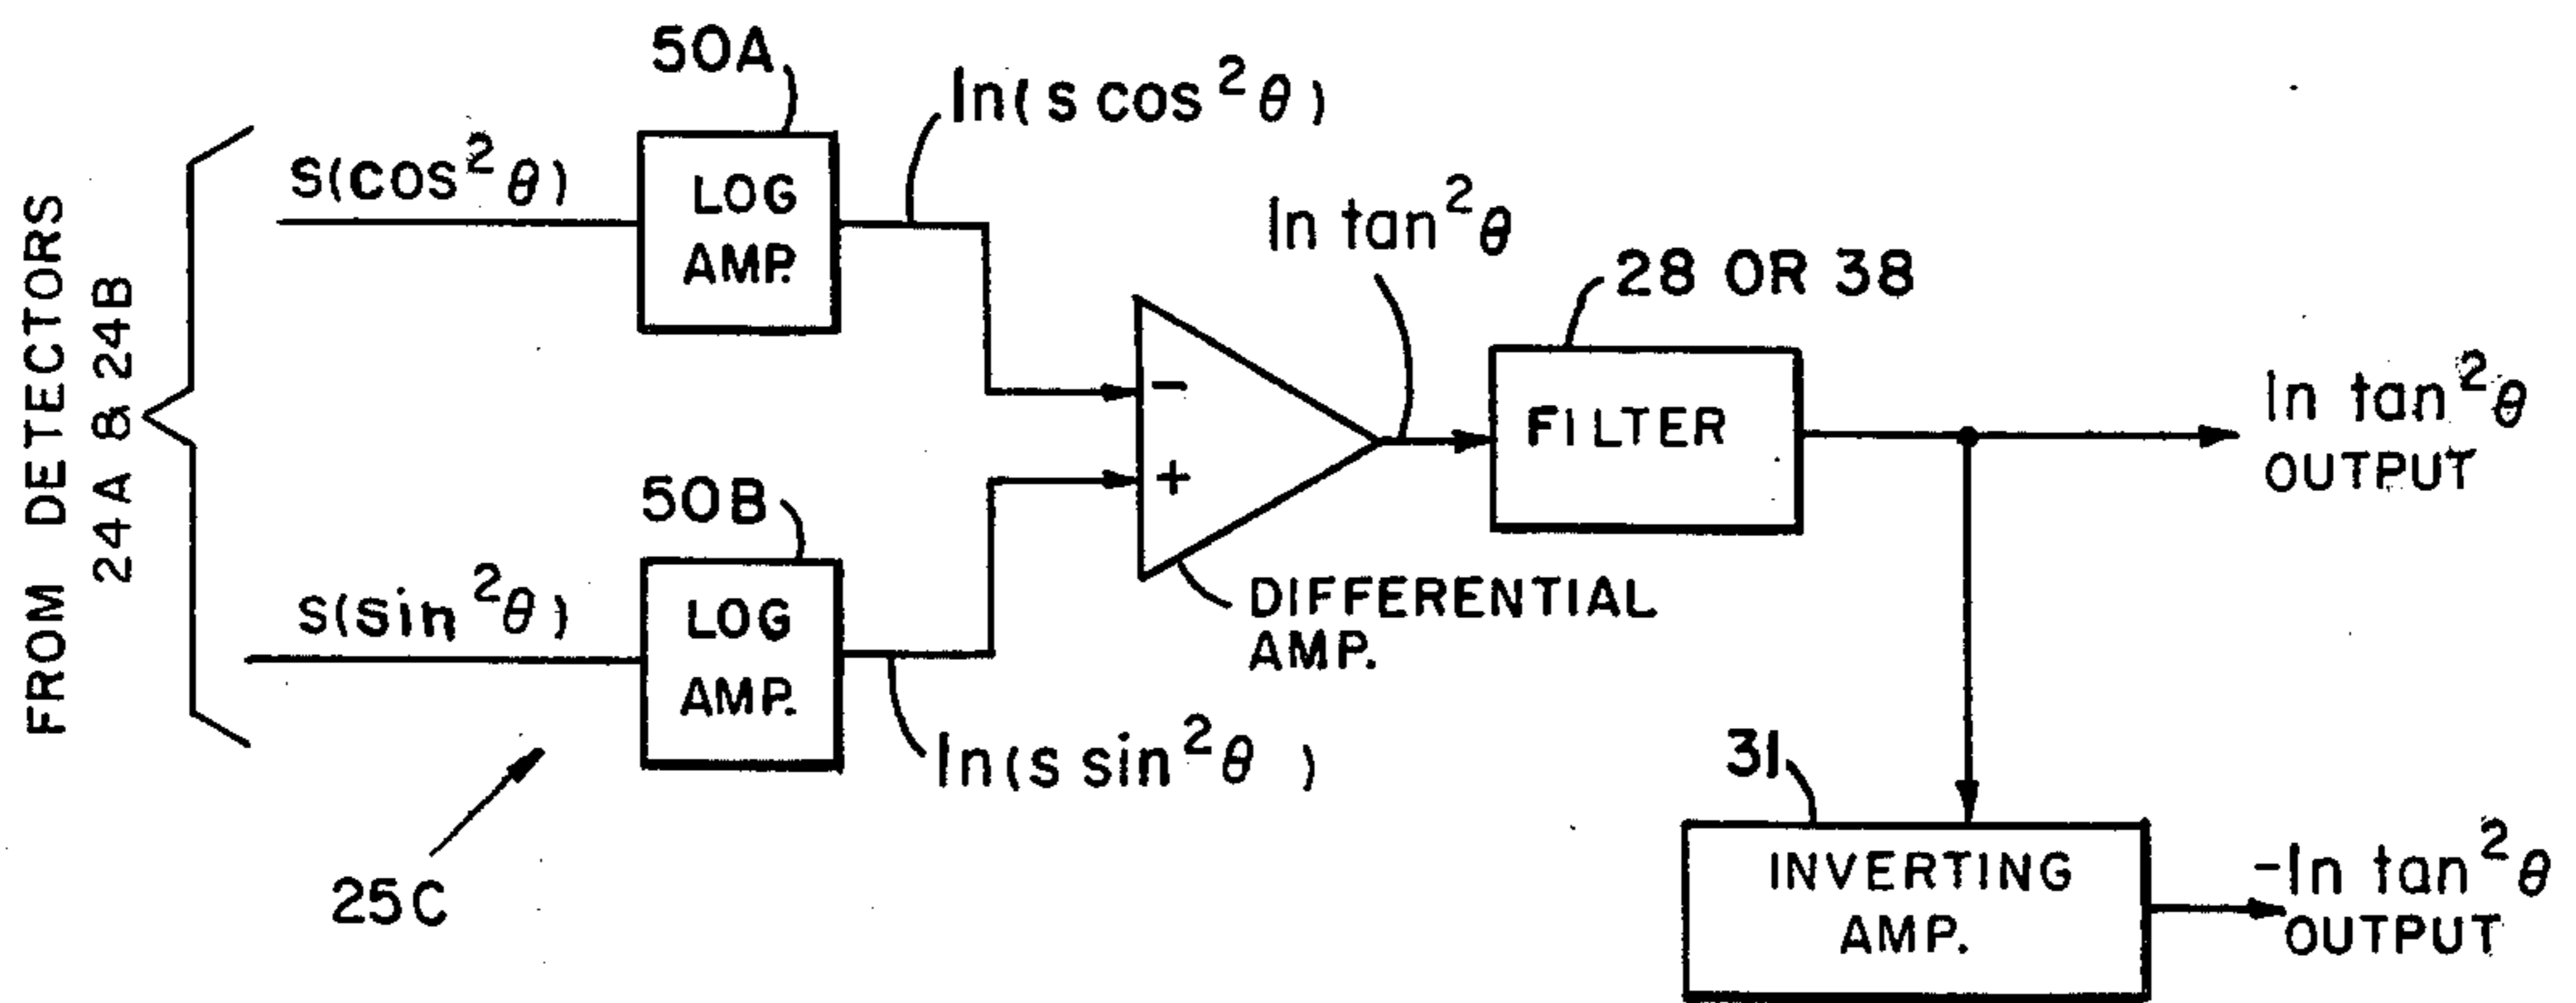 FROM DETECTORS
24A & 24B
s(cos²θ)
50A
LOG
AMP.
ln(s cos²θ)
s(sin²θ)
50B
LOG
AMP.
ln(s sin²θ )
25C
-
+
DIFFERENTIAL
AMP.
ln tan²θ
28 OR 38
FILTER
ln tan²θ
OUTPUT
31
INVERTING
AMP.
-ln tan²θ
OUTPUT